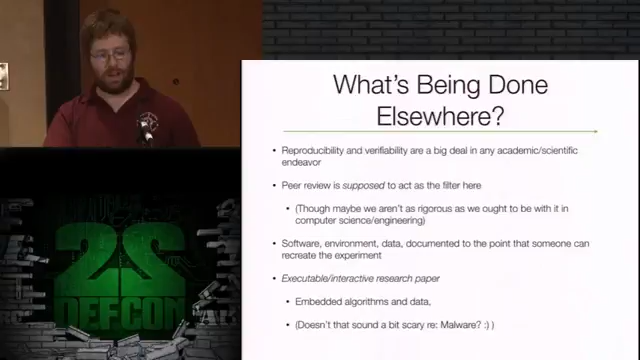 What's Being Done
Elsewhere?
• Reproducibility and verifiability are a big deal in any academic/scientific
endeavor
• Peer review is supposed to act as the filter here
• (Though maybe we aren't as rigorous as we ought to be with it in
computer science/engineering)
• Software, environment, data, documented to the point that someone can
recreate the experiment
• Executable/interactive research paper
• Embedded algorithms and data,
• (Doesn't that sound a bit scary re: Malware? :) )
22
DEFCON